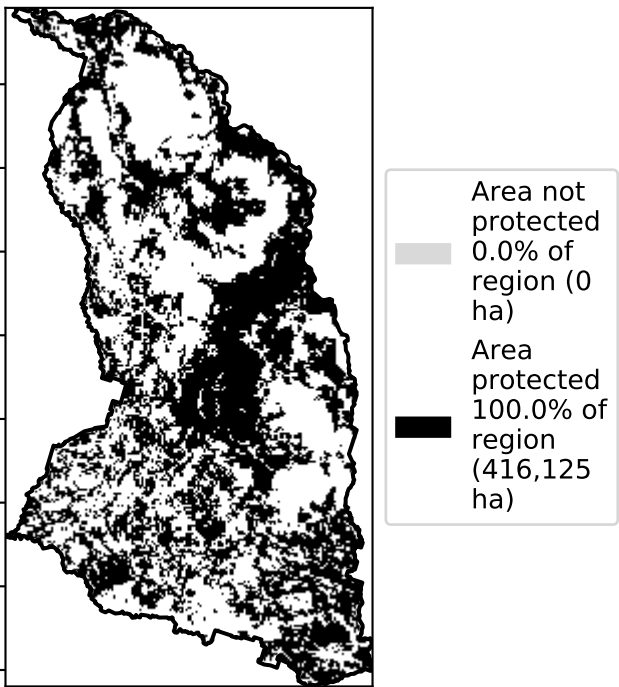 Area not
protected
0.0% of
region (0
ha)
Area
protected
100.0% of
region
(416,125
ha)